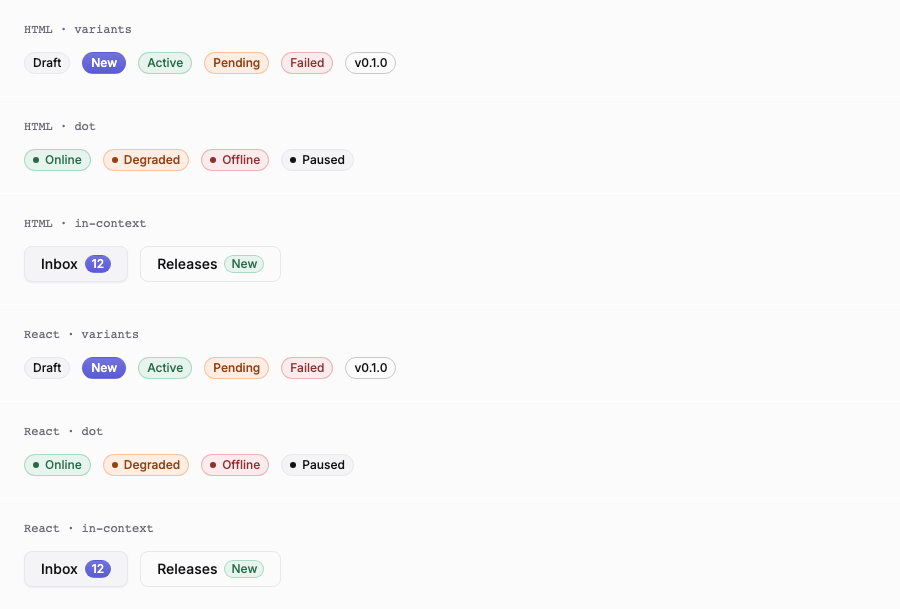 HTML · variants
Draft New Active Pending Failed v0.1.0
HTML · dot
Online Degraded Offline Paused
HTML · in-context
Inbox 12 Releases New
React · variants
Draft New Active Pending Failed v0.1.0
React · dot
Online Degraded Offline Paused
React · in-context
Inbox 12 Releases New